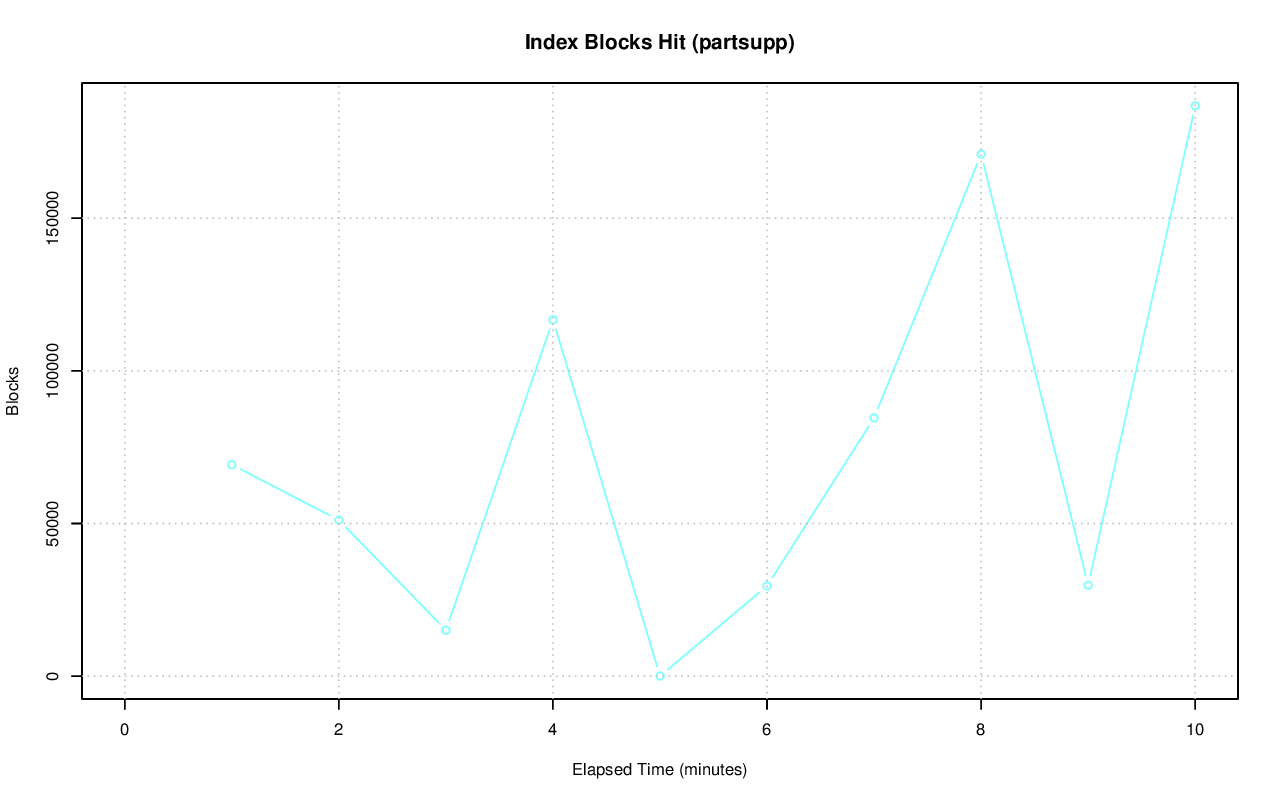 Index Blocks Hit (partsupp)
Blocks
150000
100000
50000
0
0 2 4 6 8 10
Elapsed Time (minutes)